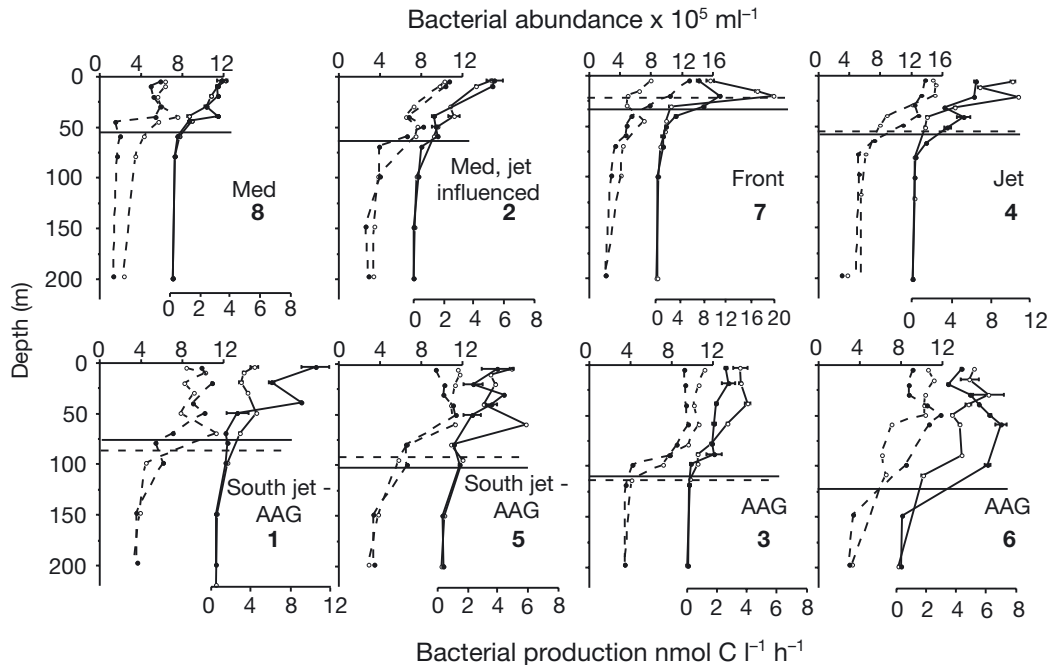 Bacterial abundance x 10⁵ ml⁻¹
0 4 8 12
0 4 8 12
0 4 8 12 16
0 4 8 12 16
0
50
100
150
200
Med
8
Med, jet
influenced
2
Front
7
Jet
4
0 2 4 6 8
0 2 4 6 8
0 4 8 12 16 20
0 4 8 12
Depth (m)
0 4 8 12
0 4 8 12
0 4 8 12 16
0 4 8 12 16
0
50
100
150
200
South jet -
AAG
1
South jet -
AAG
5
AAG
3
AAG
6
0 4 8 12
0 2 4 6 8
0 2 4 6 8
0 2 4 6 8
Bacterial production nmol C l⁻¹ h⁻¹